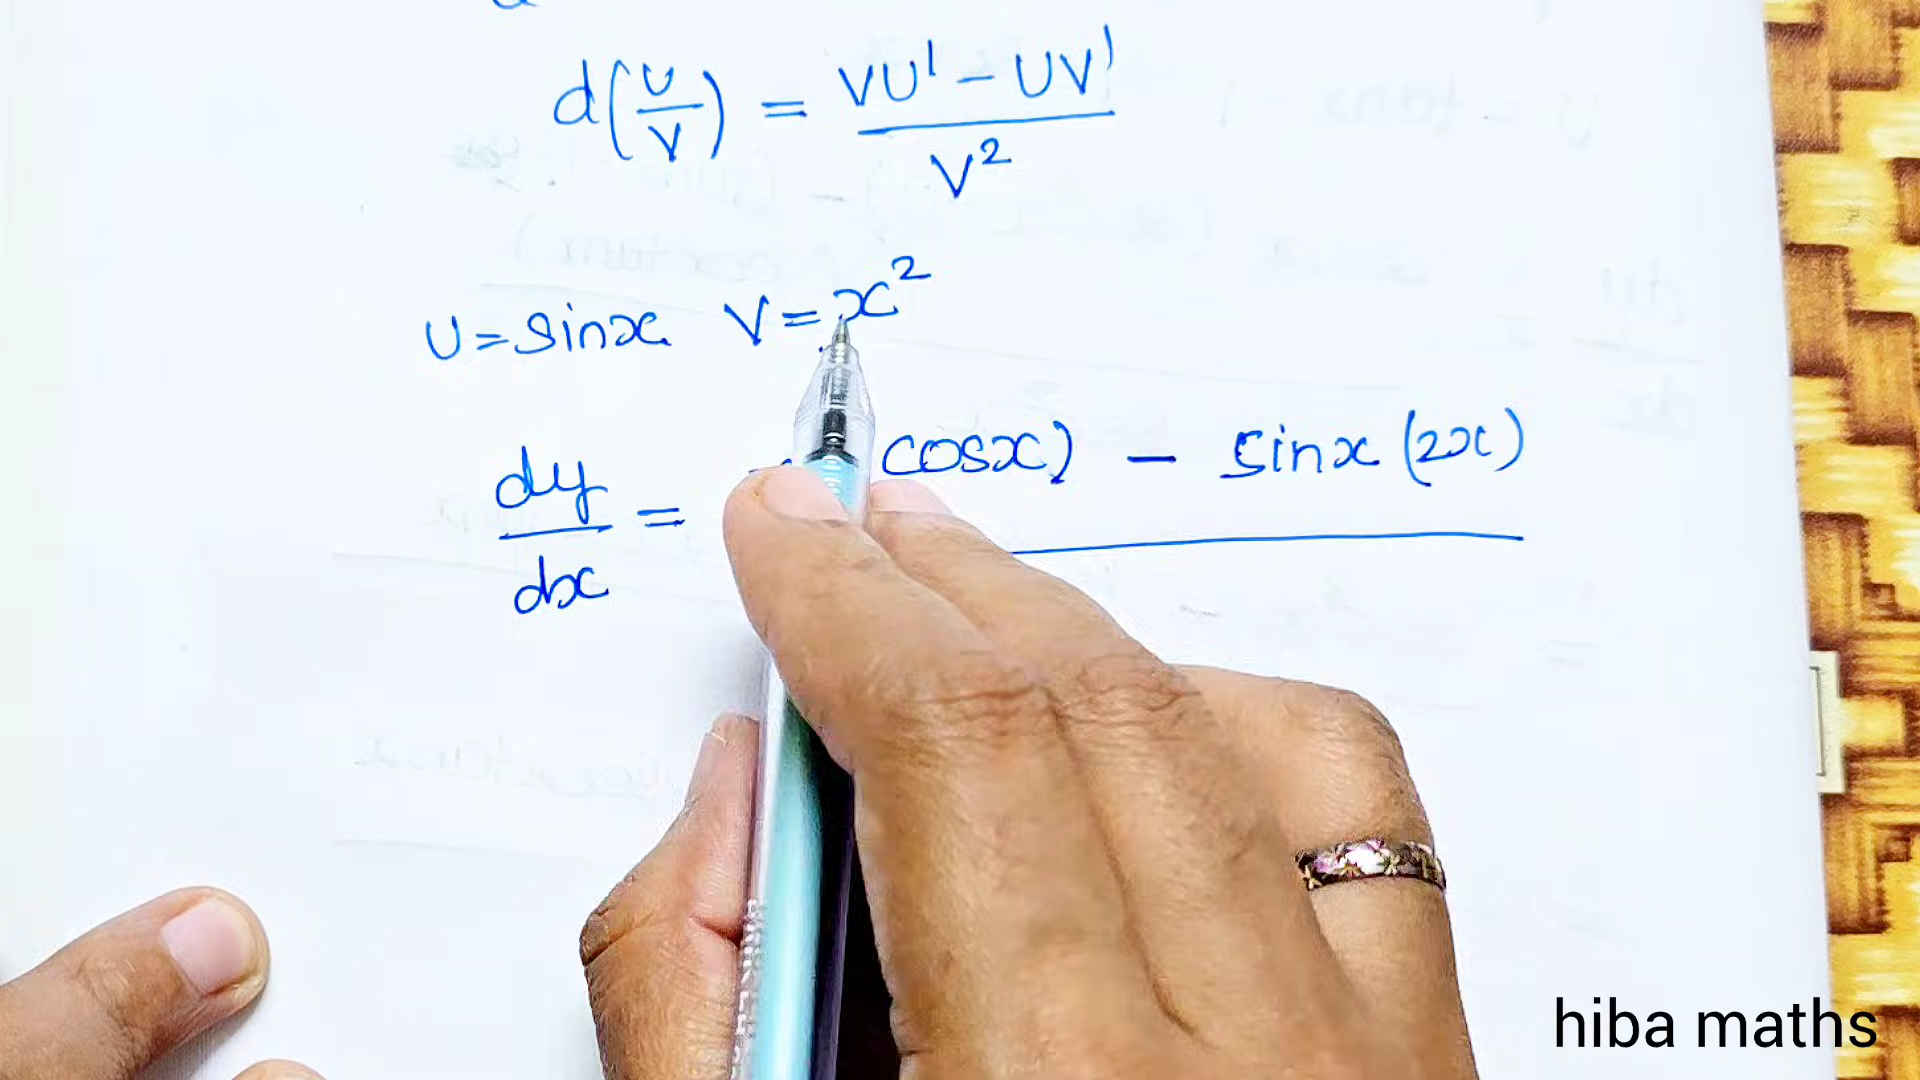 d(U/V) = (VU' - UV')/V²
U = sinx V = x²
dy/dx = cosx) - sinx (2x)
hiba maths